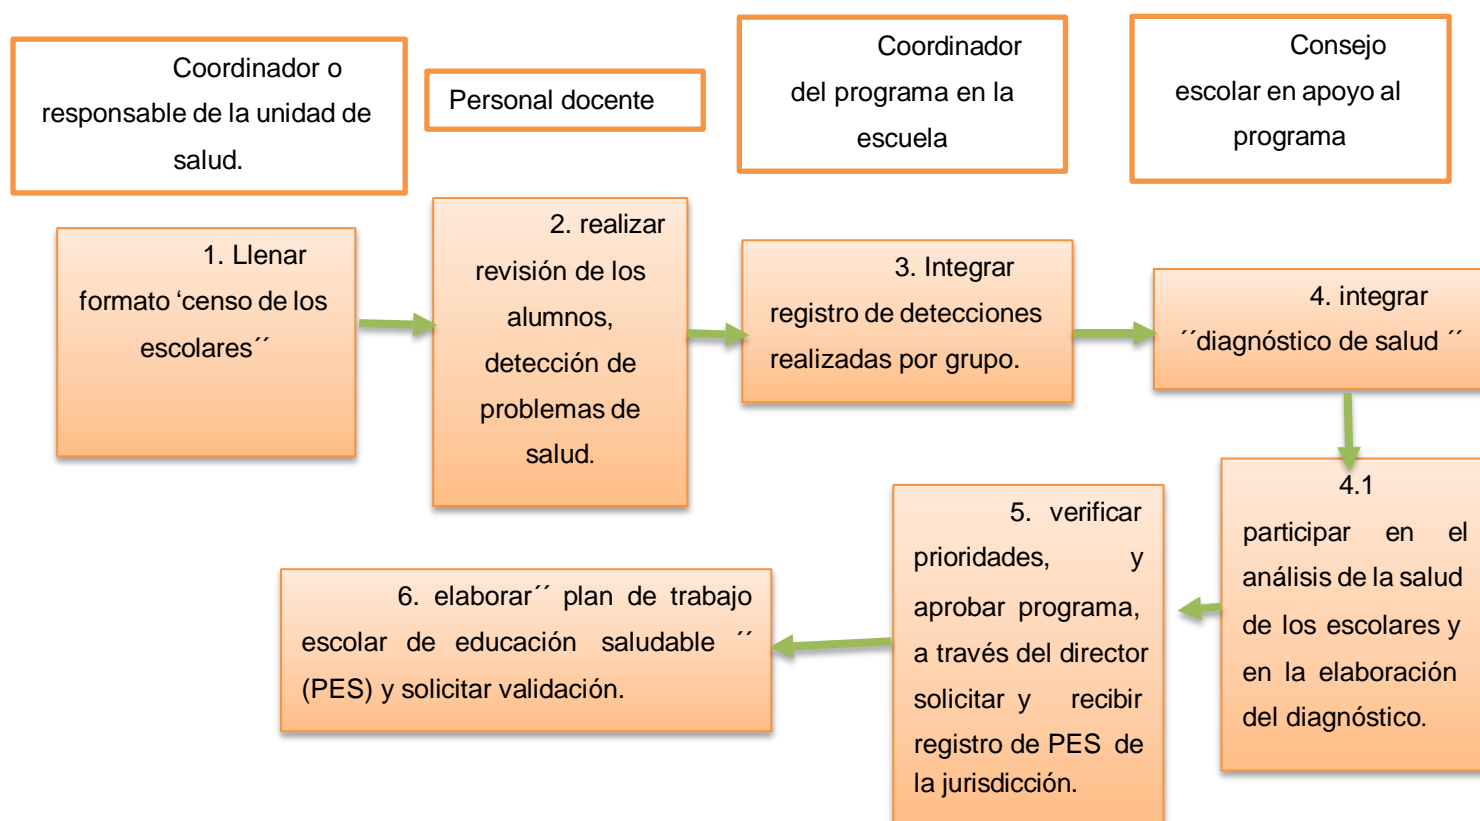 Coordinador o
responsable de la unidad de
salud.
Personal docente
Coordinador
del programa en la
escuela
Consejo
escolar en apoyo al
programa
1. Llenar
formato ‘censo de los
escolares´´
2. realizar
revisión de los
alumnos,
detección de
problemas de
salud.
3. Integrar
registro de detecciones
realizadas por grupo.
4. integrar
´´diagnóstico de salud ´´
4.1
participar en el
análisis de la salud
de los escolares y
en la elaboración
del diagnóstico.
5. verificar
prioridades, y
aprobar programa,
a través del director
solicitar y recibir
registro de PES de
la jurisdicción.
6. elaborar´´ plan de trabajo
escolar de educación saludable ´´
(PES) y solicitar validación.